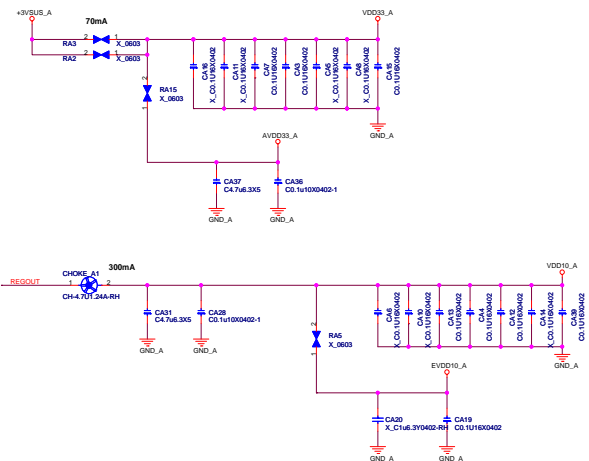 +3VSUS_A
70mA
VDD33_A
RA3
2
1
X_0603
RA2
2
1
X_0603
2
RA15
X_0603
1
CA16
X_C0.1U16X0402
CA11
C0.1U16X0402
CA7
X_C0.1U16X0402
CA3
C0.1U16X0402
CA5
X_C0.1U16X0402
CA8
X_C0.1U16X0402
CA15
C0.1U16X0402
GND_A
AVDD33_A
CA37
C4.7u6.3X5
CA36
C0.1u10X0402-1
GND_A
GND_A
REGOUT
CHOKE_A1
300mA
1
2
CH-4.7U1.24A-RH
VDD10_A
CA31
C4.7u6.3X5
CA28
C0.1u10X0402-1
GND_A
GND_A
2
RA5
X_0603
1
CA6
X_C0.1U16X0402
CA10
X_C0.1U16X0402
CA13
C0.1U16X0402
CA4
C0.1U16X0402
CA12
C0.1U16X0402
CA14
X_C0.1U16X0402
CA39
C0.1U16X0402
GND_A
EVDD10_A
CA20
X_C1u6.3Y0402-RH
CA19
C0.1U16X0402
GND_A
GND_A